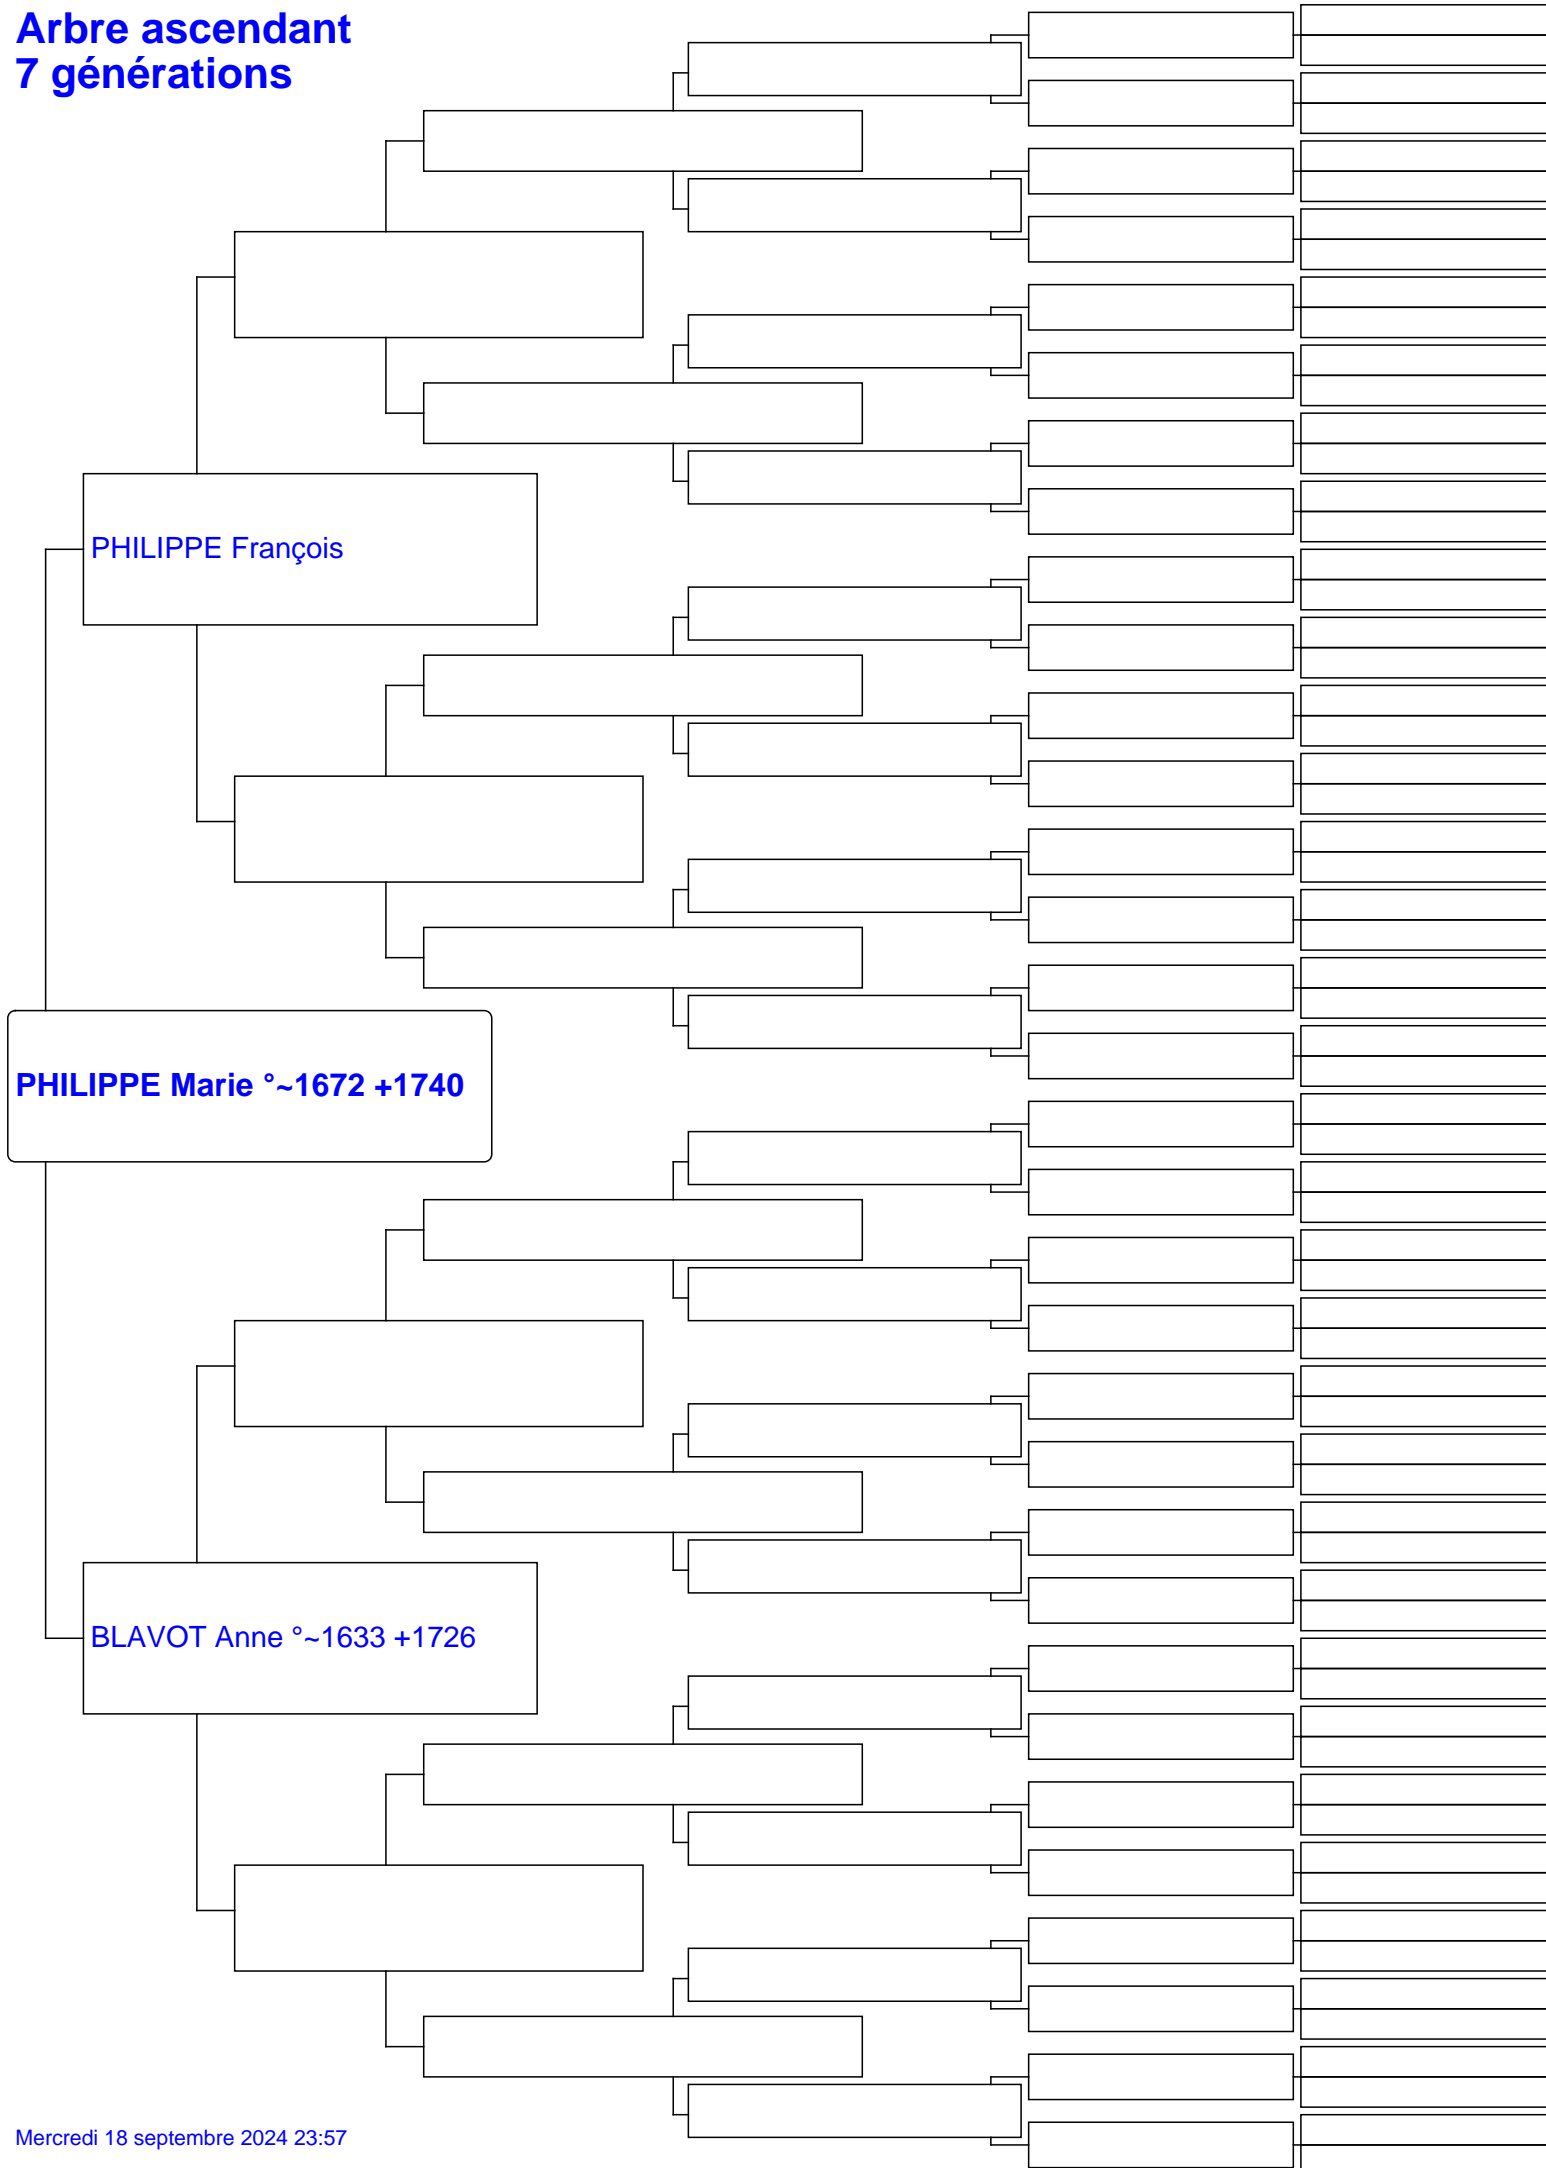 Arbre ascendant
7 générations
PHILIPPE François
PHILIPPE Marie °~1672 +1740
BLAVOT Anne °~1633 +1726
Mercredi 18 septembre 2024 23:57